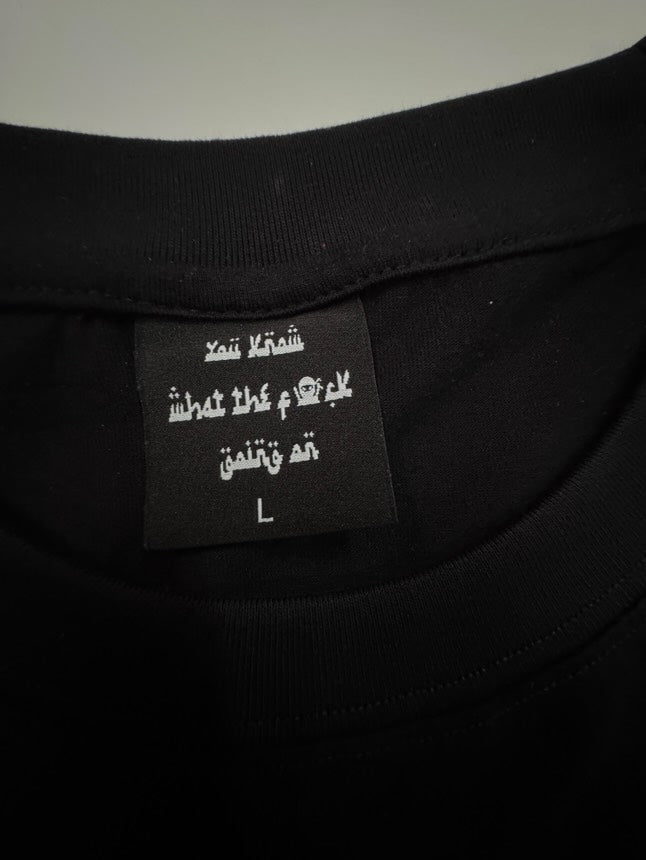 You Know
what the f ck
going on
L